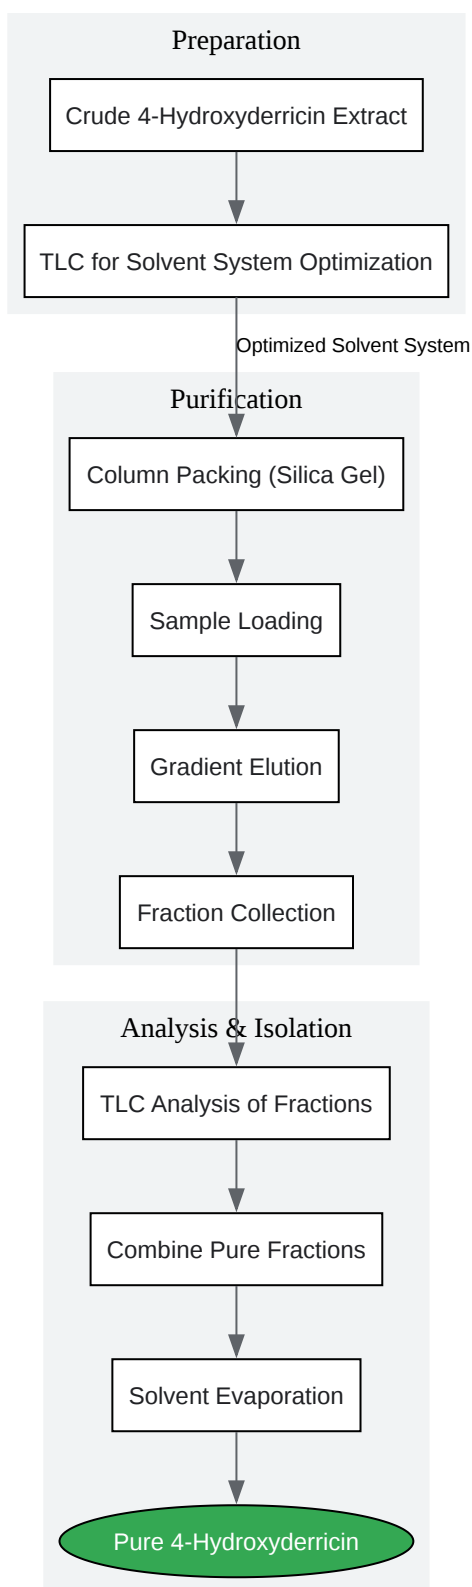 Preparation
Crude 4-Hydroxyderricin Extract
TLC for Solvent System Optimization
Optimized Solvent System
Purification
Column Packing (Silica Gel)
Sample Loading
Gradient Elution
Fraction Collection
Analysis & Isolation
TLC Analysis of Fractions
Combine Pure Fractions
Solvent Evaporation
Pure 4-Hydroxyderricin